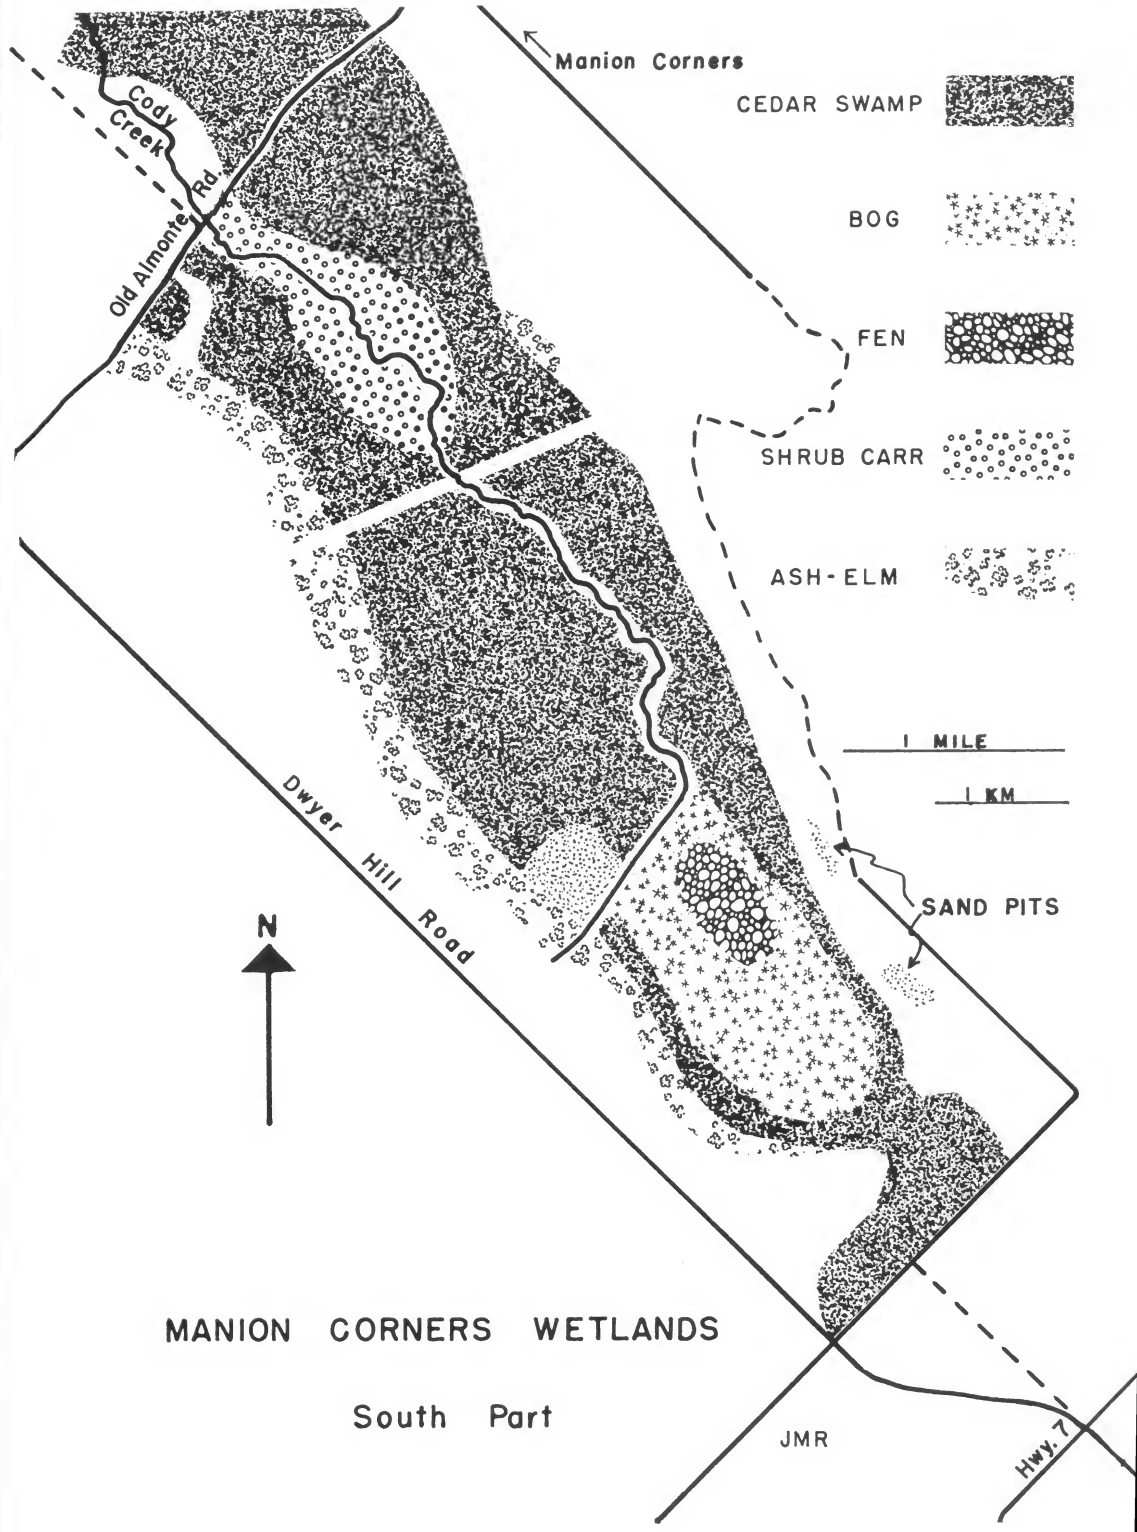 Manion Corners
CEDAR SWAMP
Cody
Creek
BOG
Old Almonte Rd.
FEN
SHRUB CARR
ASH-ELM
1 MILE
1 KM
Dwyer Hill Road
SAND PITS
N
MANION CORNERS WETLANDS
South Part
JMR
Hwy. 7